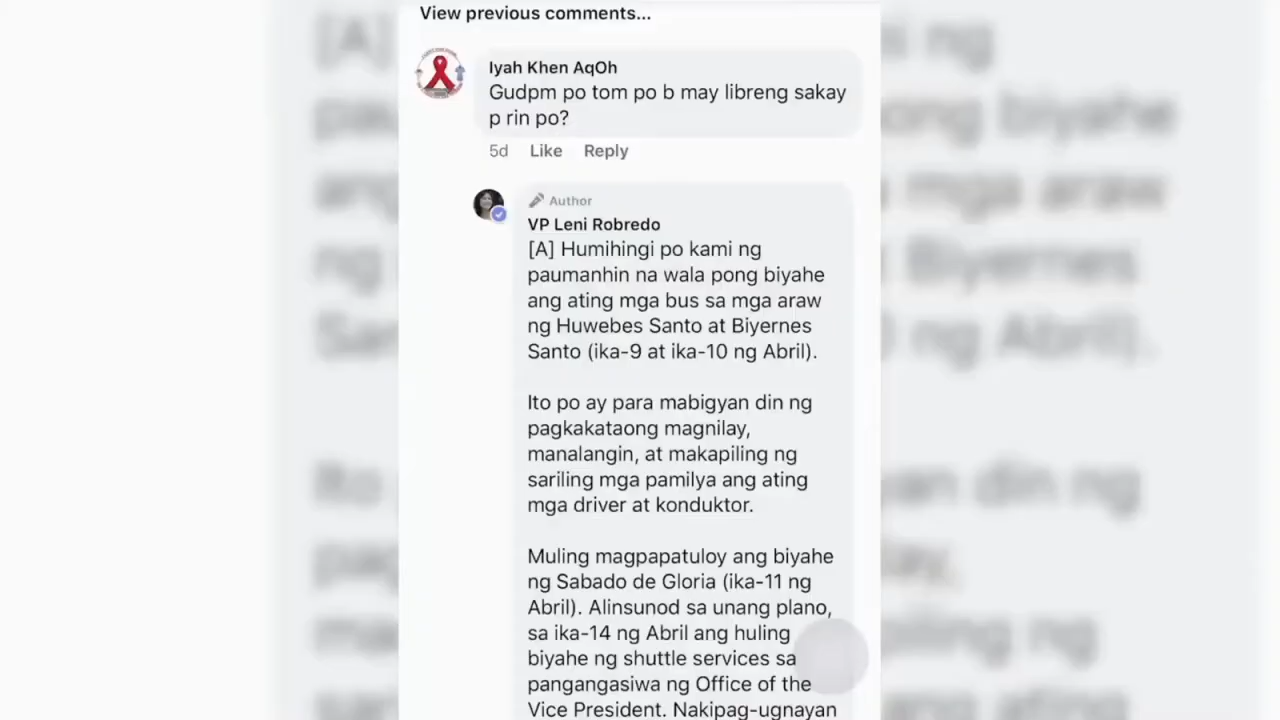 View previous comments...
Iyah Khen AqOh
Gudpm po tom po b may libreng sakay
p rin po?
5d Like Reply
Author
VP Leni Robredo
[A] Humihingi po kami ng
paumanhin na wala pong biyahe
ang ating mga bus sa mga araw
ng Huwebes Santo at Biyernes
Santo (ika-9 at ika-10 ng Abril).
Ito po ay para mabigyan din ng
pagkakataong magnilay,
manalangin, at makapiling ng
sariling mga pamilya ang ating
mga driver at konduktor.
Muling magpapatuloy ang biyahe
ng Sabado de Gloria (ika-11 ng
Abril). Alinsunod sa unang plano,
sa ika-14 ng Abril ang huling
biyahe ng shuttle services sa
pangangasiwa ng Office of the
Vice President. Nakipag-ugnayan